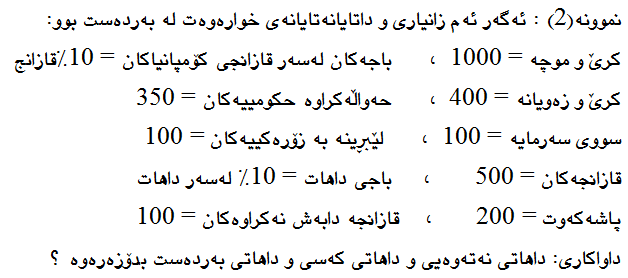 نموونە(2) : ئەگەر ئەم زانیاری و داتایانەتایانەی خوارەوەت لە بەردەست بوو:
کرێ و موچە = 1000 ، باجەکان لەسەر قازانجی کۆمپانیاکان = 10٪قازانج
کرێ و زەویانە = 400 ، حەواڵەکراوە حکومییەکان = 350
سووی سەرمایە = 100 ، لێبڕینە بە زۆرەکییەکان = 100
قازانجەکان = 500 ، باجی داهات = 10٪ لەسەر داهات
پاشەکەوت = 200 ، قازانجە دابەش نەکراوەکان = 100
داواکاری: داهاتی نەتەوەیی و داهاتی کەسی و داهاتی بەردەست بدۆزەرەوە ؟